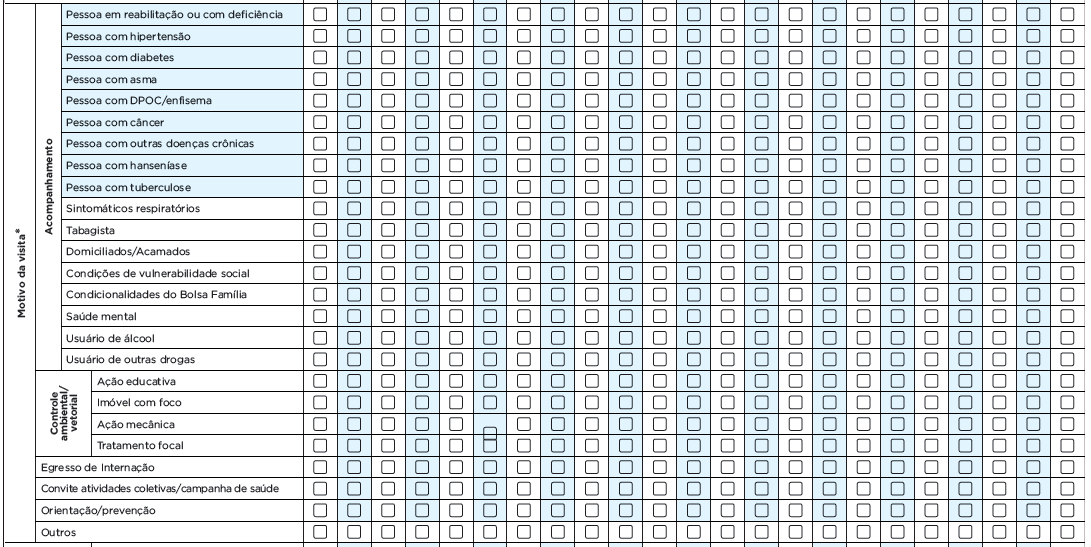 Motivo da visita*
Acompanhamento
Pessoa em reabilitação ou com deficiência
Pessoa com hipertensão
Pessoa com diabetes
Pessoa com asma
Pessoa com DPOC/enfisema
Pessoa com câncer
Pessoa com outras doenças crônicas
Pessoa com hanseníase
Pessoa com tuberculose
Sintomáticos respiratórios
Tabagista
Domiciliados/Acamados
Condições de vulnerabilidade social
Condicionalidades do Bolsa Família
Saúde mental
Usuário de álcool
Usuário de outras drogas
Controle
ambiental/
vetorial
Ação educativa
Imóvel com foco
Ação mecânica
Tratamento focal
Egresso de Internação
Convite atividades coletivas/campanha de saúde
Orientação/prevenção
Outros